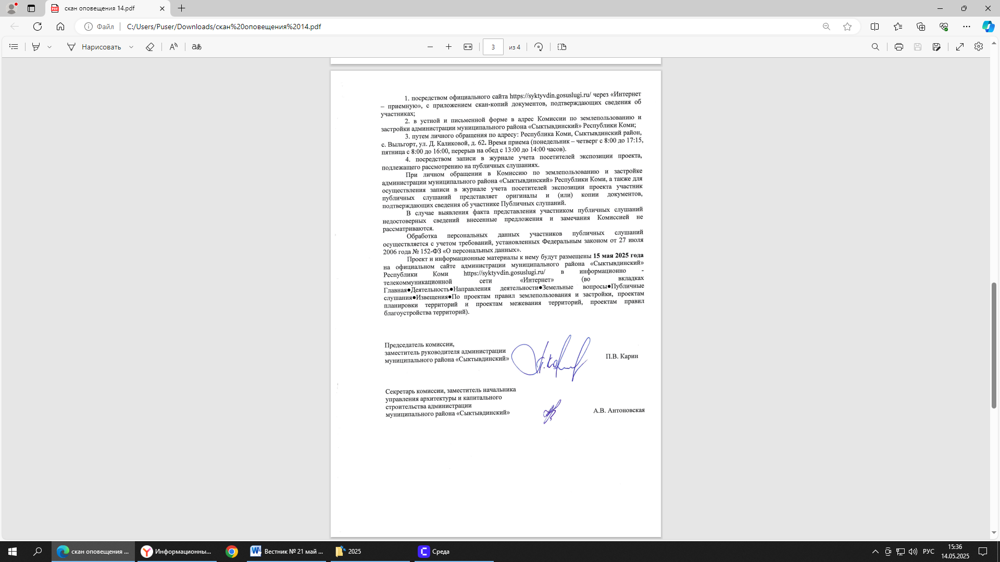 скан оповещения 14.pdf
Файл
C:/Users/Puser/Downloads/скан%20оповещения%2014.pdf
Нарисовать
3
из 4
1. посредством официального сайта https://syktyvdin.gosuslugi.ru/ через «Интернет
– приемную», с приложением скан-копий документов, подтверждающих сведения об
участниках;
2. в устной и письменной форме в адрес Комиссии по землепользованию и
застройки администрации муниципального района «Сыктывдинский» Республики Коми;
3. путем личного обращения по адресу: Республика Коми, Сыктывдинский район,
с. Выльгорт, ул. Д. Каликовой, д. 62. Время приема (понедельник – четверг с 8:00 до 17:15,
пятница с 8:00 до 16:00, перерыв на обед с 13:00 до 14:00 часов).
4. посредством записи в журнале учета посетителей экспозиции проекта,
подлежащего рассмотрению на публичных слушаниях.
При личном обращении в Комиссию по землепользованию и застройке
администрации муниципального района «Сыктывдинский» Республики Коми, а также для
осуществления записи в журнале учета посетителей экспозиции проекта участник
публичных слушаний представляет оригиналы и (или) копии документов,
подтверждающих сведения об участнике Публичных слушаний.
В случае выявления факта представления участником публичных слушаний
недостоверных сведений внесенные предложения и замечания Комиссией не
рассматриваются.
Обработка персональных данных участников публичных слушаний
осуществляется с учетом требований, установленных Федеральным законом от 27 июля
2006 года № 152-ФЗ «О персональных данных».
Проект и информационные материалы к нему будут размещены 15 мая 2025 года
на официальном сайте администрации муниципального района «Сыктывдинский»
Республики Коми https://syktyvdin.gosuslugi.ru/ в информационно -
телекоммуникационной сети «Интернет» (во вкладках
Главная●Деятельность●Направления деятельности●Земельные вопросы●Публичные
слушания●Извещения●По проектам правил землепользования и застройки, проектам
планировки территорий и проектам межевания территорий, проектам правил
благоустройства территорий).
Председатель комиссии,
заместитель руководителя администрации
муниципального района «Сыктывдинский»
П.В. Карин
Секретарь комиссии, заместитель начальника
управления архитектуры и капитального
строительства администрации
муниципального района «Сыктывдинский»
А.В. Антоновская
скан оповещения ...
Информационны...
Вестник № 21 май ...
2025
Среда
РУС
15:36
14.05.2025